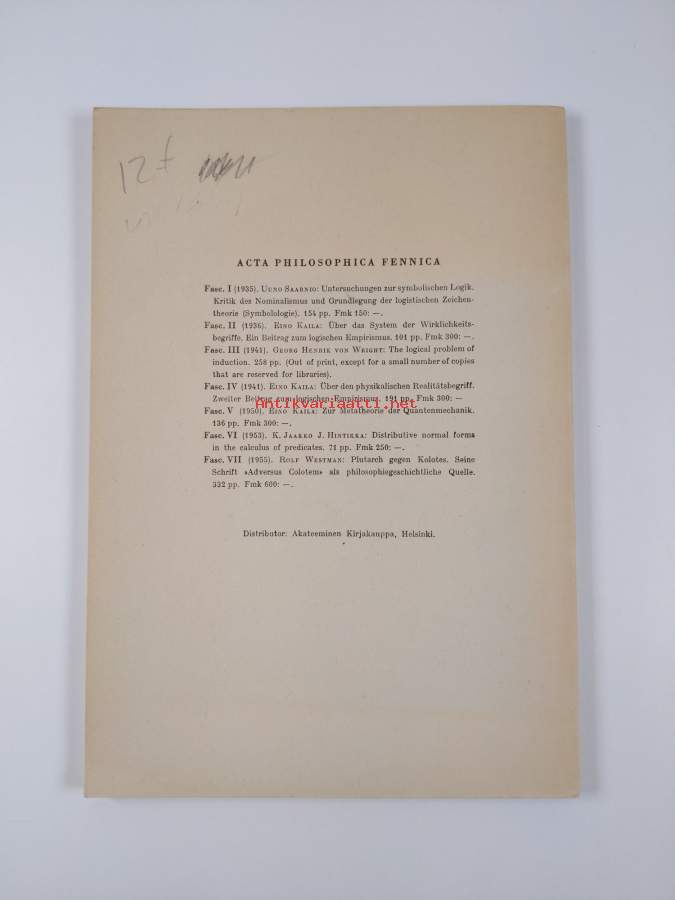 12
ACTA PHILOSOPHICA FENNICA
Fasc. I (1935). UUNO SAARNIO: Untersuchungen zur symbolischen Logik.
Kritik des Nominalismus und Grundlegung der logistischen Zeichen-
theorie (Symbolologie). 154 pp. Fmk 150: —.
Fasc. II (1936). EINO KAILA: Über das System der Wirklichkeits-
begriffe. Ein Beitrag zum logischen Empirismus. 101 pp. Fmk 300: —.
Fasc. III (1941). GEORG HENRIK VON WRIGHT: The logical problem of
induction. 258 pp. (Out of print, except for a small number of copies
that are reserved for libraries).
Fasc. IV (1941). EINO KAILA: Über den physikalischen Realitätsbegriff.
Zweiter Beitrag zum logischen Empirismus. 191 pp. Fmk 300: —
Antikvariaatti.net
Fasc. V (1950). EINO KAILA: Zur Metatheorie der Quantenmechanik.
136 pp. Fmk 300: —.
Fasc. VI (1953). K. JAAKKO J. HINTIKKA: Distributive normal forms
in the calculus of predicates. 71 pp. Fmk 250: —.
Fasc. VII (1955). ROLF WESTMAN: Plutarch gegen Kolotes. Seine
Schrift »Adversus Colotem» als philosophiegeschichtliche Quelle.
332 pp. Fmk 600: —.
Distributor: Akateeminen Kirjakauppa, Helsinki.